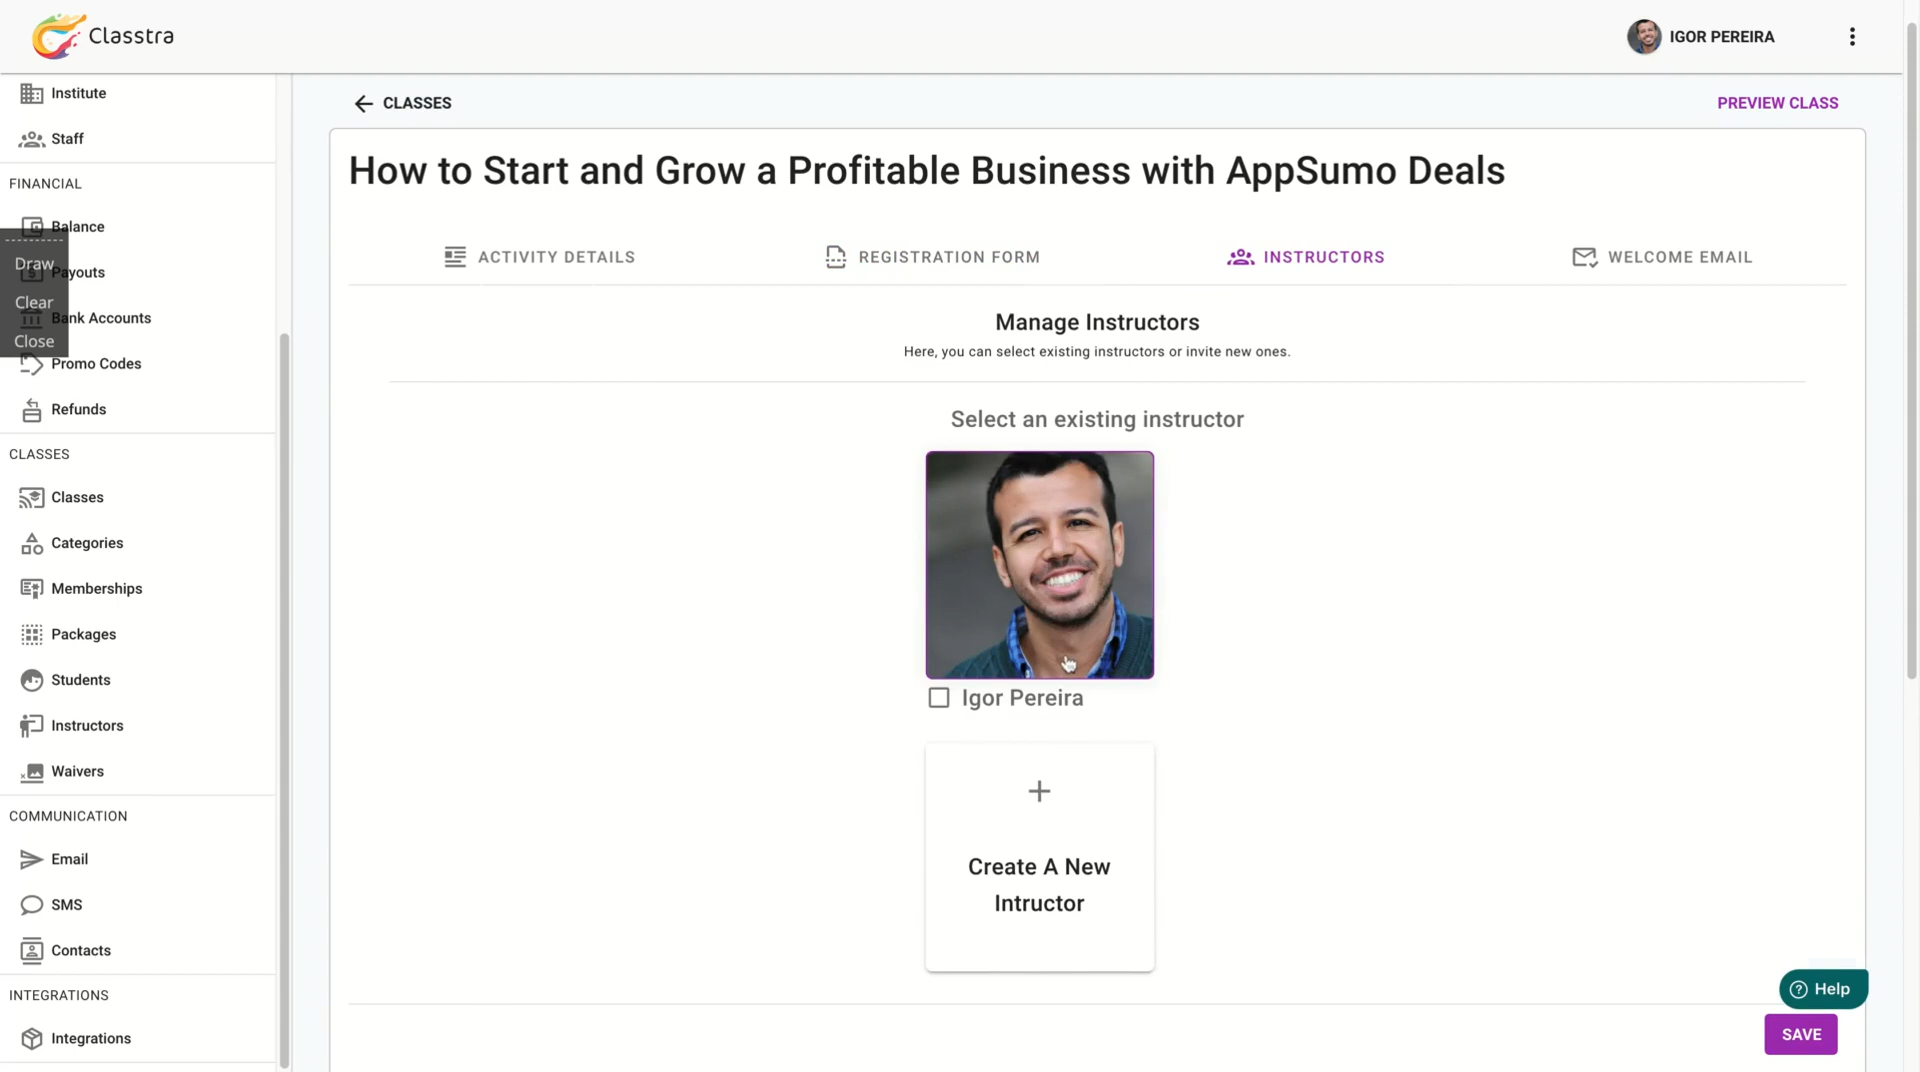 Classtra
IGOR PEREIRA
Institute
Staff
FINANCIAL
Balance
Draw
Payouts
Clear
Bank Accounts
Close
Promo Codes
Refunds
CLASSES
Classes
Categories
Memberships
Packages
Students
Instructors
Waivers
COMMUNICATION
Email
SMS
Contacts
INTEGRATIONS
Integrations
CLASSES
PREVIEW CLASS
How to Start and Grow a Profitable Business with AppSumo Deals
ACTIVITY DETAILS
REGISTRATION FORM
INSTRUCTORS
WELCOME EMAIL
Manage Instructors
Here, you can select existing instructors or invite new ones.
Select an existing instructor
Igor Pereira
Create A New
Intructor
Help
SAVE